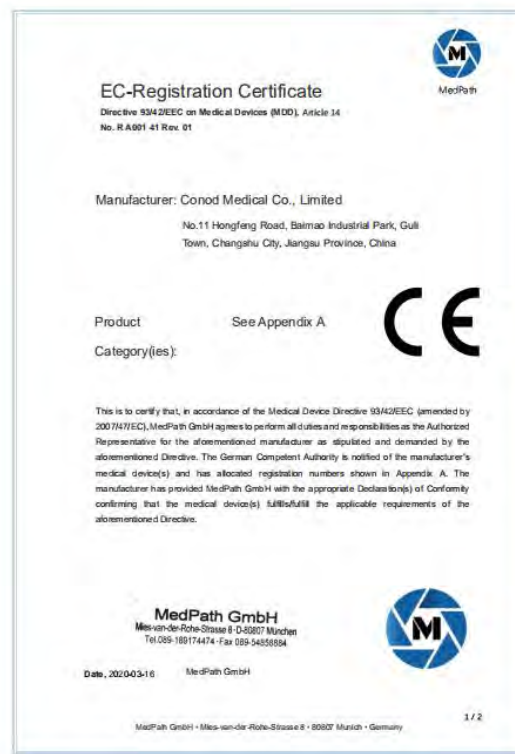 M
MedPath
EC-Registration Certificate
Directive 93/42/EEC on Medical Devices (MDD), Article 14
No. R A001 41 Rev. 01
Manufacturer: Conod Medical Co., Limited
No.11 Hongfeng Road, Baimao Industrial Park, Guli
Town, Changshu City, Jiangsu Province, China
CE
Product See Appendix A
Category(ies):
This is to certify that, in accordance of the Medical Device Directive 93/42/EEC (amended by
2007/47/EC), MedPath GmbH agrees to perform all duties and responsibilities as the Authorized
Representative for the aforementioned manufacturer as stipulated and demanded by the
aforementioned Directive. The German Competent Authority is notified of the manufacturer's
medical device(s) and has allocated registration numbers shown in Appendix A. The
manufacturer has provided MedPath GmbH with the appropriate Declaration(s) of Conformity
confirming that the medical device(s) fulfills/fulfill the applicable requirements of the
aforementioned Directive.
MedPath GmbH
Mies-van-der-Rohe-Strasse 8 · D-80807 München
Tel.089-189174474 · Fax 089-54858884
M
Date, 2020-03-16 MedPath GmbH
1 / 2
MedPath GmbH • Mies-van-der-Rohe-Strasse 8 • 80807 Munich • Germany